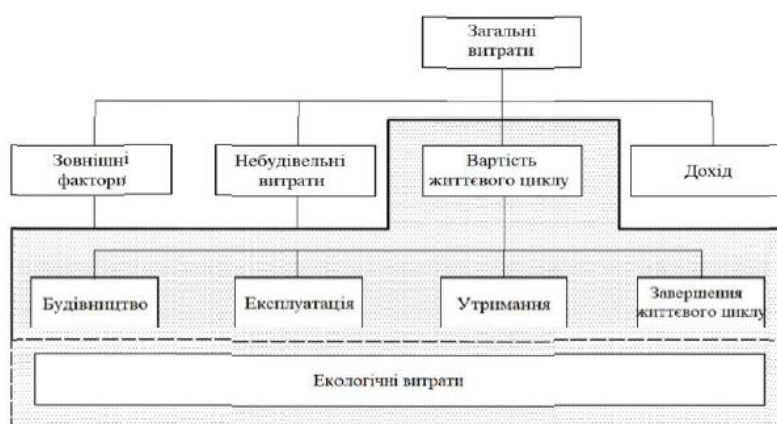 Загальні
витрати
Зовнішні
фактори
Небудівельні
витрати
Вартість
життєвого циклу
Дохід
Будівництво
Експлуатація
Утримання
Завершення
життєвого циклу
Екологічні витрати